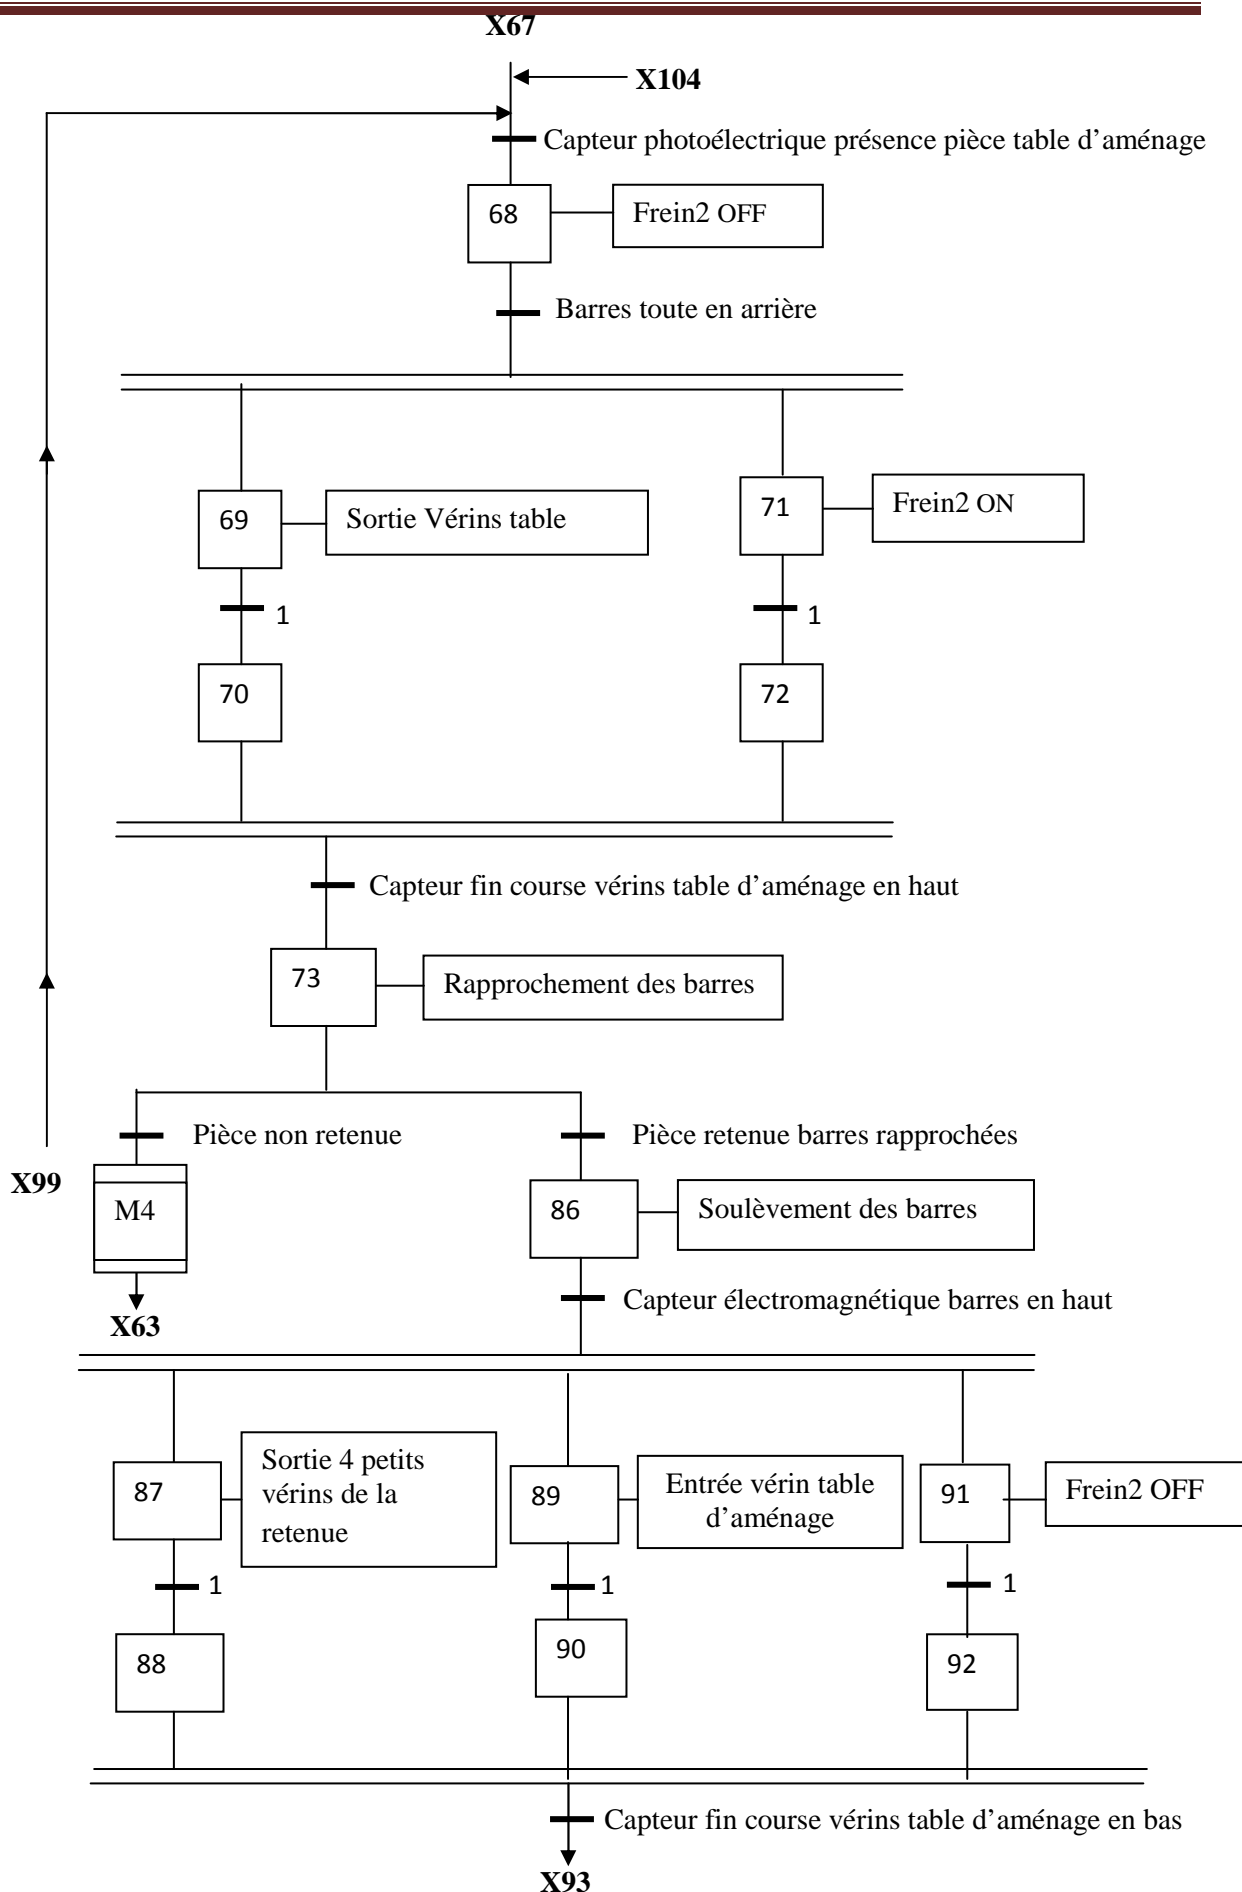 X67
X104
Capteur photoélectrique présence pièce table d’aménage
68
Frein2 OFF
Barres toute en arrière
69
Sortie Vérins table
71
Frein2 ON
1
1
70
72
Capteur fin course vérins table d’aménage en haut
73
Rapprochement des barres
Pièce non retenue
Pièce retenue barres rapprochées
X99
M4
86
Soulèvement des barres
X63
Capteur électromagnétique barres en haut
87
Sortie 4 petits
vérins de la
retenue
89
Entrée vérin table
d’aménage
91
Frein2 OFF
1
1
1
88
90
92
Capteur fin course vérins table d’aménage en bas
X93